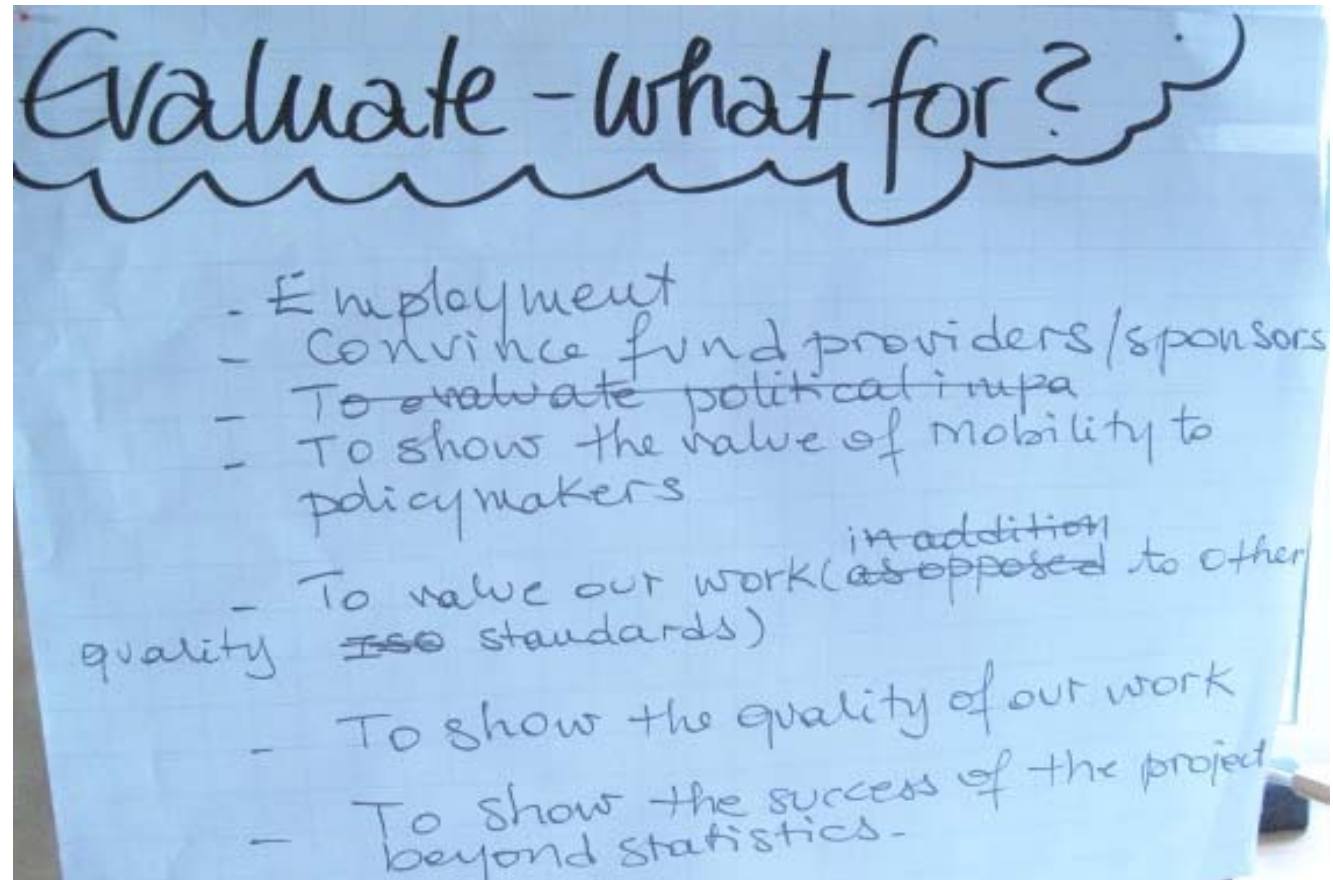 Evaluate - what for?
- Employment
- Convince fund providers/sponsors
- To evaluate political impa
- To show the value of mobility to
policymakers
in addition
- To value our work (as opposed to other
quality ISO standards)
- To show the quality of our work
- To show the success of the project
beyond statistics.